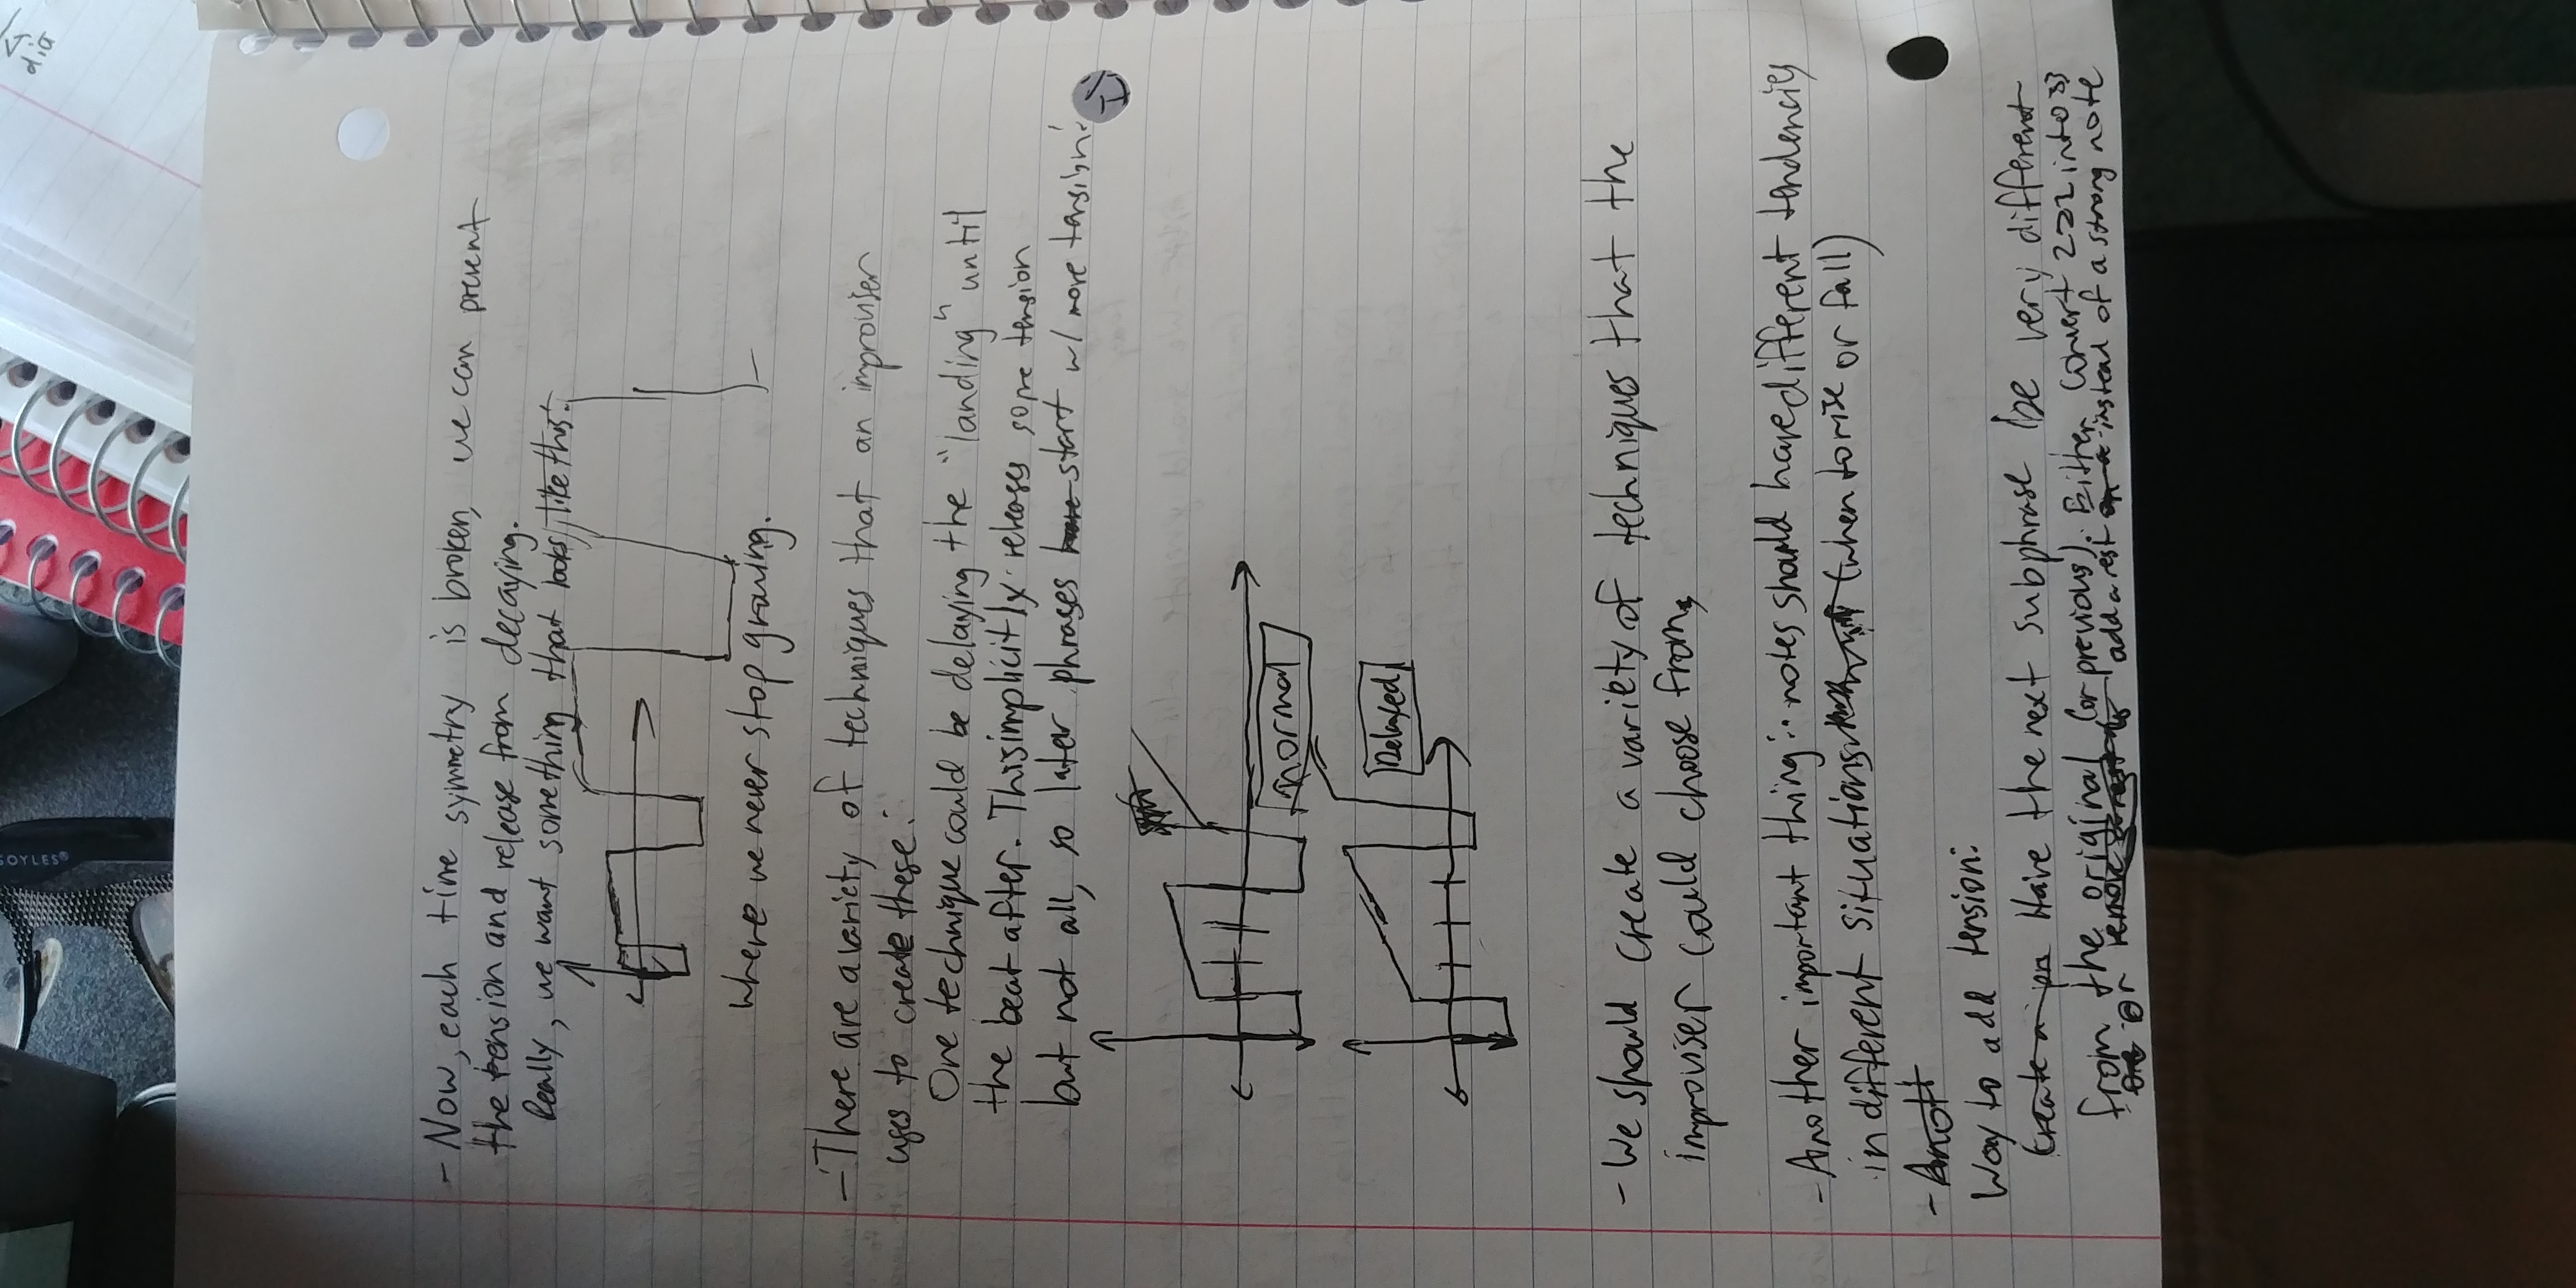 SOYLES
dia
- Now, each time symmetry is broken, we can prevent
the tension and release from decaying.
Really, we want something that looks like this:
where we never stop growing.
- There are a variety of techniques that an improviser
uses to create these:
One technique could be delaying the "landing" until
the beat after. This implicitly releases some tension
but not all, so later phrases have start w/ more tension!
normal
Delayed
- We should create a variety of techniques that the
improviser could choose from.
- Another important thing: notes should have different tendencies
in different situations (when to rise or fall)
- Anoth
Way to add tension:
Create a Have the next subphrase be very different
from the original (or previous). Either convert 2221 into 33
or remove add a rest instead of a strong note